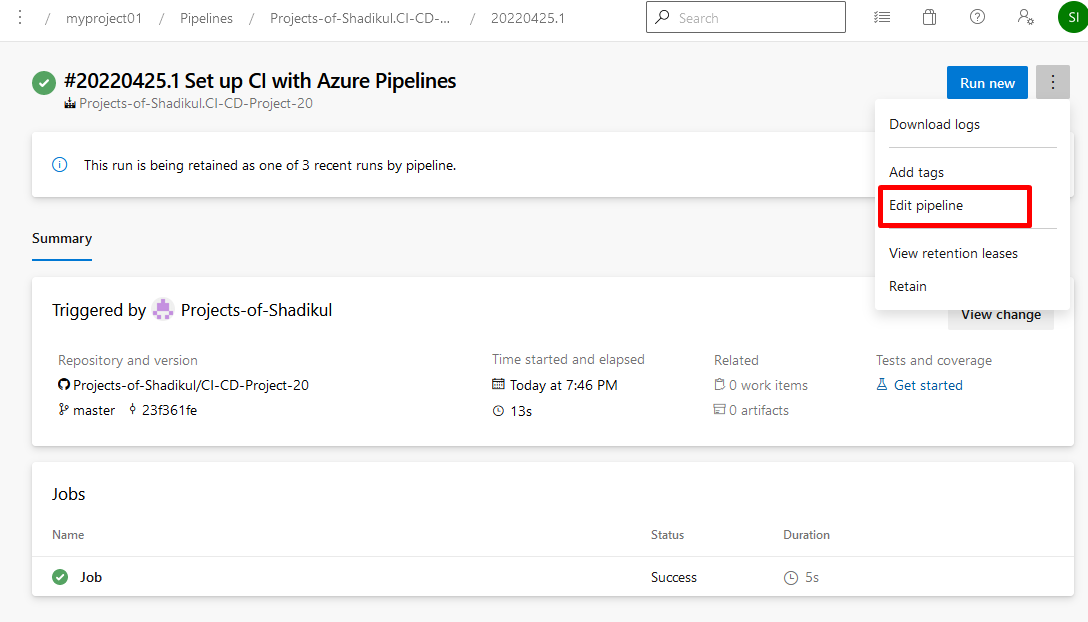 / myproject01 / Pipelines / Projects-of-Shadikul.CI-CD-... / 20220425.1 Search SI
#20220425.1 Set up CI with Azure Pipelines
Projects-of-Shadikul.CI-CD-Project-20
Run new
Download logs
Add tags
Edit pipeline
View retention leases
Retain
This run is being retained as one of 3 recent runs by pipeline.
Summary
Triggered by Projects-of-Shadikul
View change
Repository and version
Projects-of-Shadikul/CI-CD-Project-20
master 23f361fe
Time started and elapsed
Today at 7:46 PM
13s
Related
0 work items
0 artifacts
Tests and coverage
Get started
Jobs
Name Status Duration
Job Success 5s